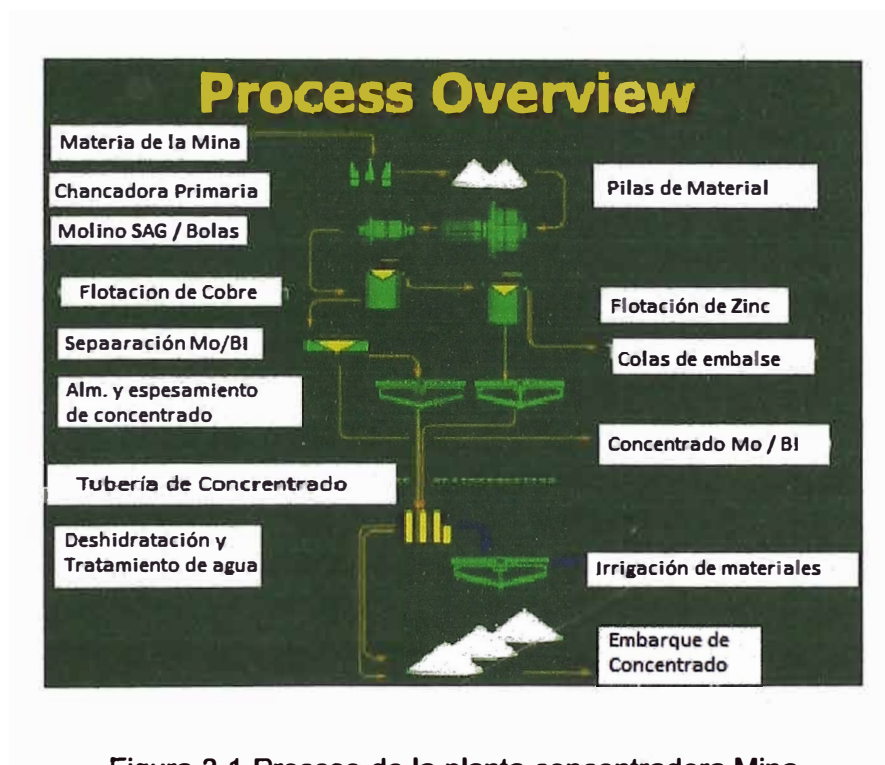 Process Overview
Materia de la Mina
Chancadora Primaria
Pilas de Material
Molino SAG / Bolas
Flotacion de Cobre
Flotación de Zinc
Sepaaración Mo/BI
Colas de embalse
Alm. y espesamiento
de concentrado
Concentrado Mo / BI
Tubería de Concrentrado
Deshidratación y
Tratamiento de agua
Irrigación de materiales
Embarque de
Concentrado
Figura 2.1 Proceso de la planta concentradora Mina